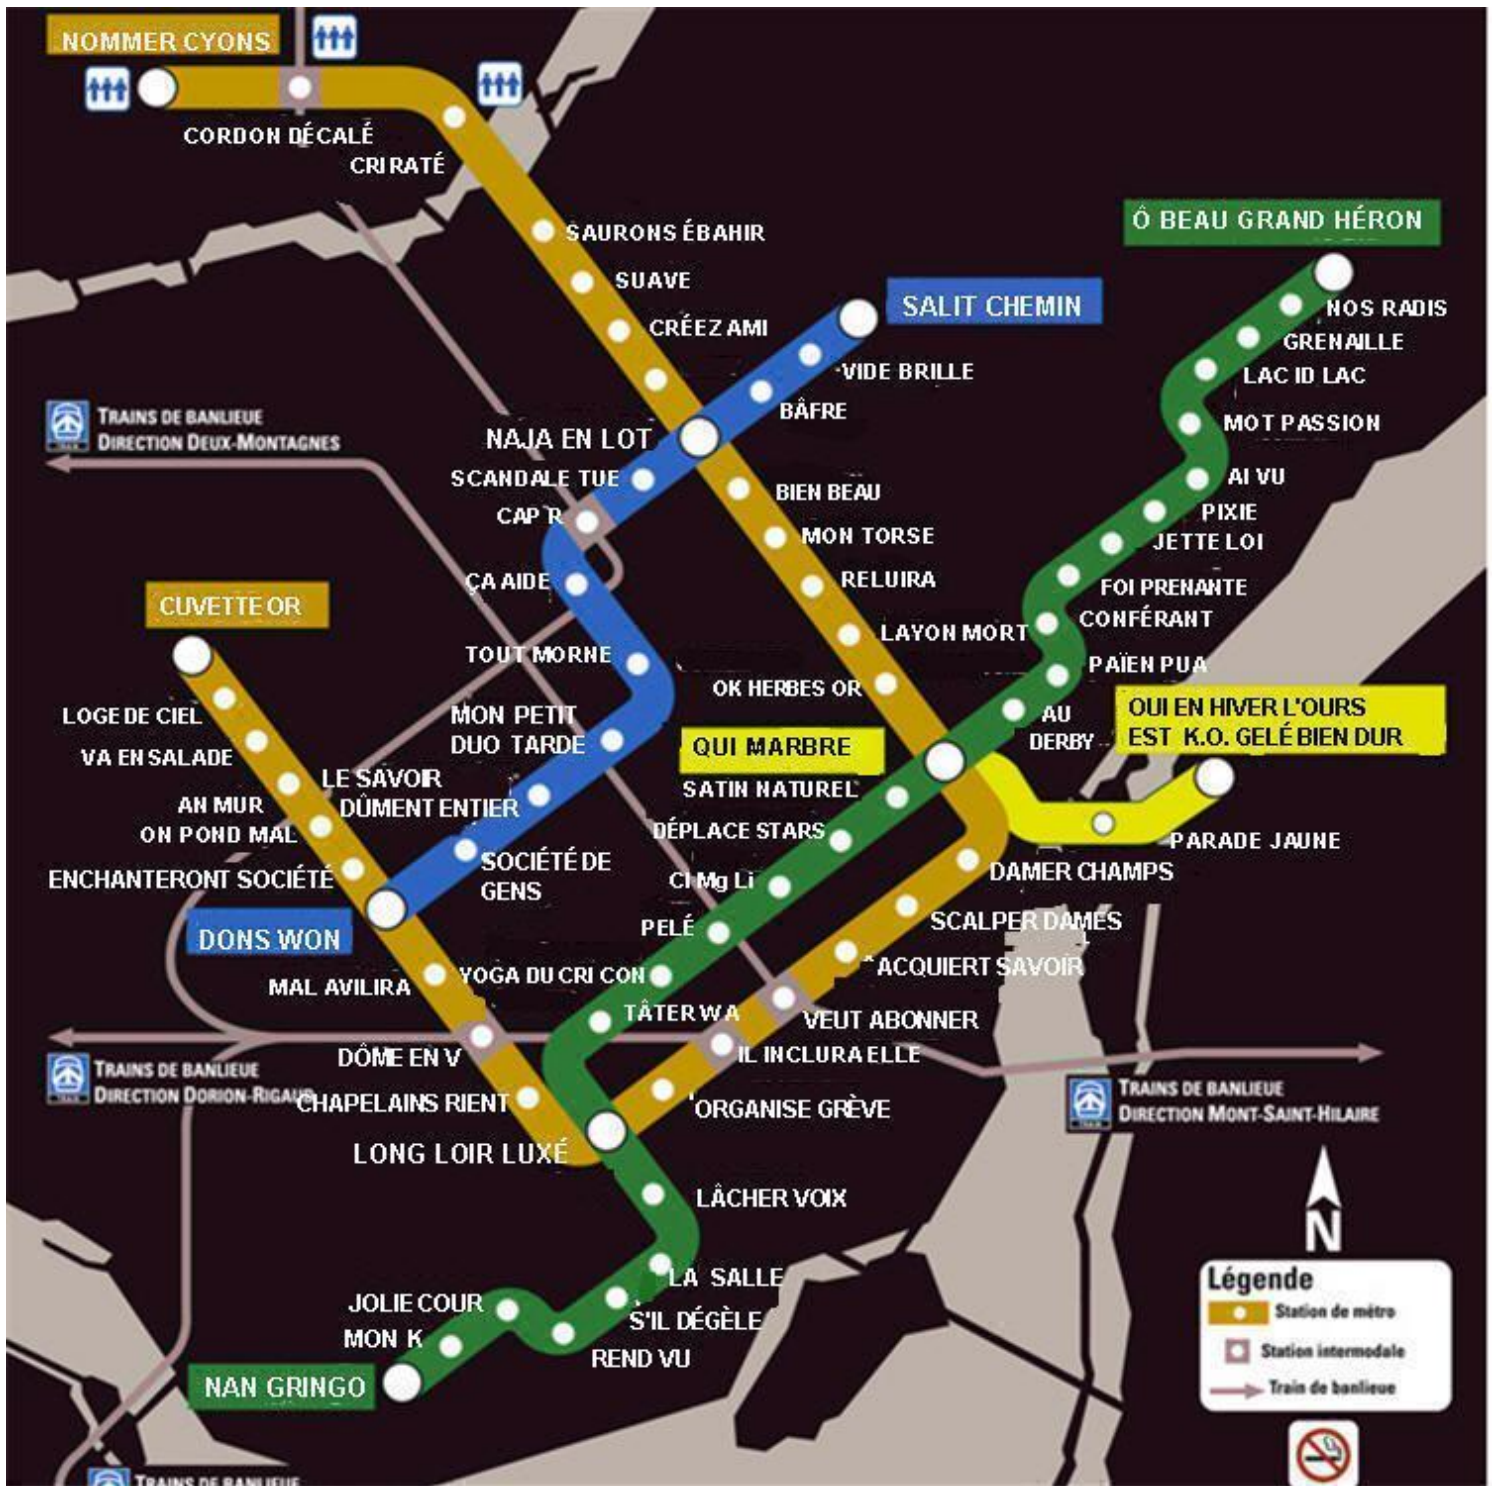 NOMMER CYONS
CORDON DÉCALÉ
CRI RATÉ
SAURONS ÉBAHIR
SUAVE
CRÉEZ AMI
Ô BEAU GRAND HÉRON
NOS RADIS
GRENAILLE
LAC ID LAC
MOT PASSION
AI VU
PIXIE
JETTE LOI
FOI PRENANTE
CONFÉRANT
PAÏEN PUA
AU
DERBY
SALIT CHEMIN
VIDE BRILLE
BÂFRE
NAJA EN LOT
SCANDALE TUE
CAP R
ÇA AIDE
TOUT MORNE
MON PETIT
DUO TARDE
LE SAVOIR
DÛMENT ENTIER
SOCIÉTÉ DE
GENS
BIEN BEAU
MON TORSE
RELUIRA
LAYON MORT
OK HERBES OR
TRAINS DE BANLIEUE
DIRECTION DEUX-MONTAGNES
CUVETTE OR
LOGE DE CIEL
VA EN SALADE
AN MUR
ON POND MAL
ENCHANTERONT SOCIÉTÉ
DONS WON
MAL AVILIRA
DÔME EN V
CHAPELAINS RIENT
LONG LOIR LUXÉ
QUI MARBRE
OUI EN HIVER L'OURS
EST K.O. GELÉ BIEN DUR
PARADE JAUNE
SATIN NATUREL
DÉPLACE STARS
Cl Mg Li
PELÉ
YOGA DU CRI CON
TÂTER WA
DAMER CHAMPS
SCALPER DAMES
ACQUIERT SAVOIR
VEUT ABONNER
IL INCLURA ELLE
ORGANISE GRÈVE
TRAINS DE BANLIEUE
DIRECTION DORION-RIGAUD
TRAINS DE BANLIEUE
DIRECTION MONT-SAINT-HILAIRE
LÂCHER VOIX
LA SALLE
S'IL DÉGÈLE
REND VU
JOLIE COUR
MON K
NAN GRINGO
N
Légende
Station de métro
Station intermodale
Train de banlieue
TRAINS DE BANLIEUE